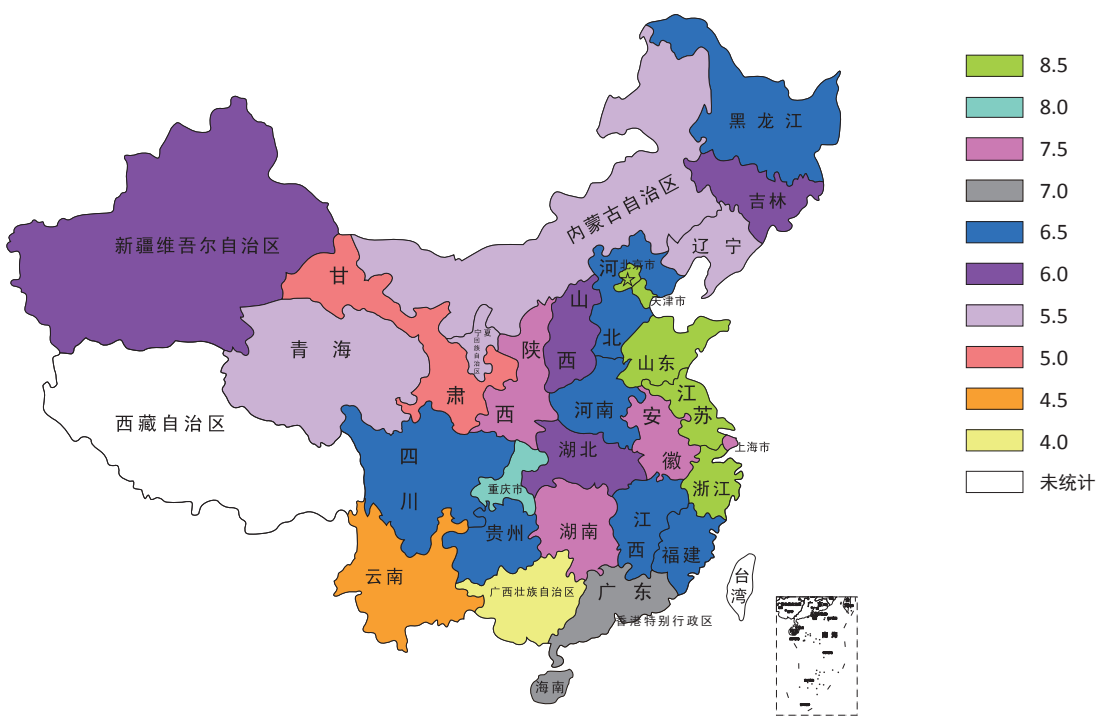 黑龙江
8.5
8.0
7.5
7.0
6.5
6.0
5.5
5.0
4.5
4.0
未统计
吉林
内蒙古自治区
辽宁
新疆维吾尔自治区
甘
肃
河
北
北京市
天津市
山
西
宁夏
回族自治区
陕
西
青海
山东
西藏自治区
河南
江
苏
安
徽
上海市
四
川
湖北
重庆市
浙江
贵州
湖南
江
西
福建
云南
广西壮族自治区
广东
台
湾
香港特别行政区
海南